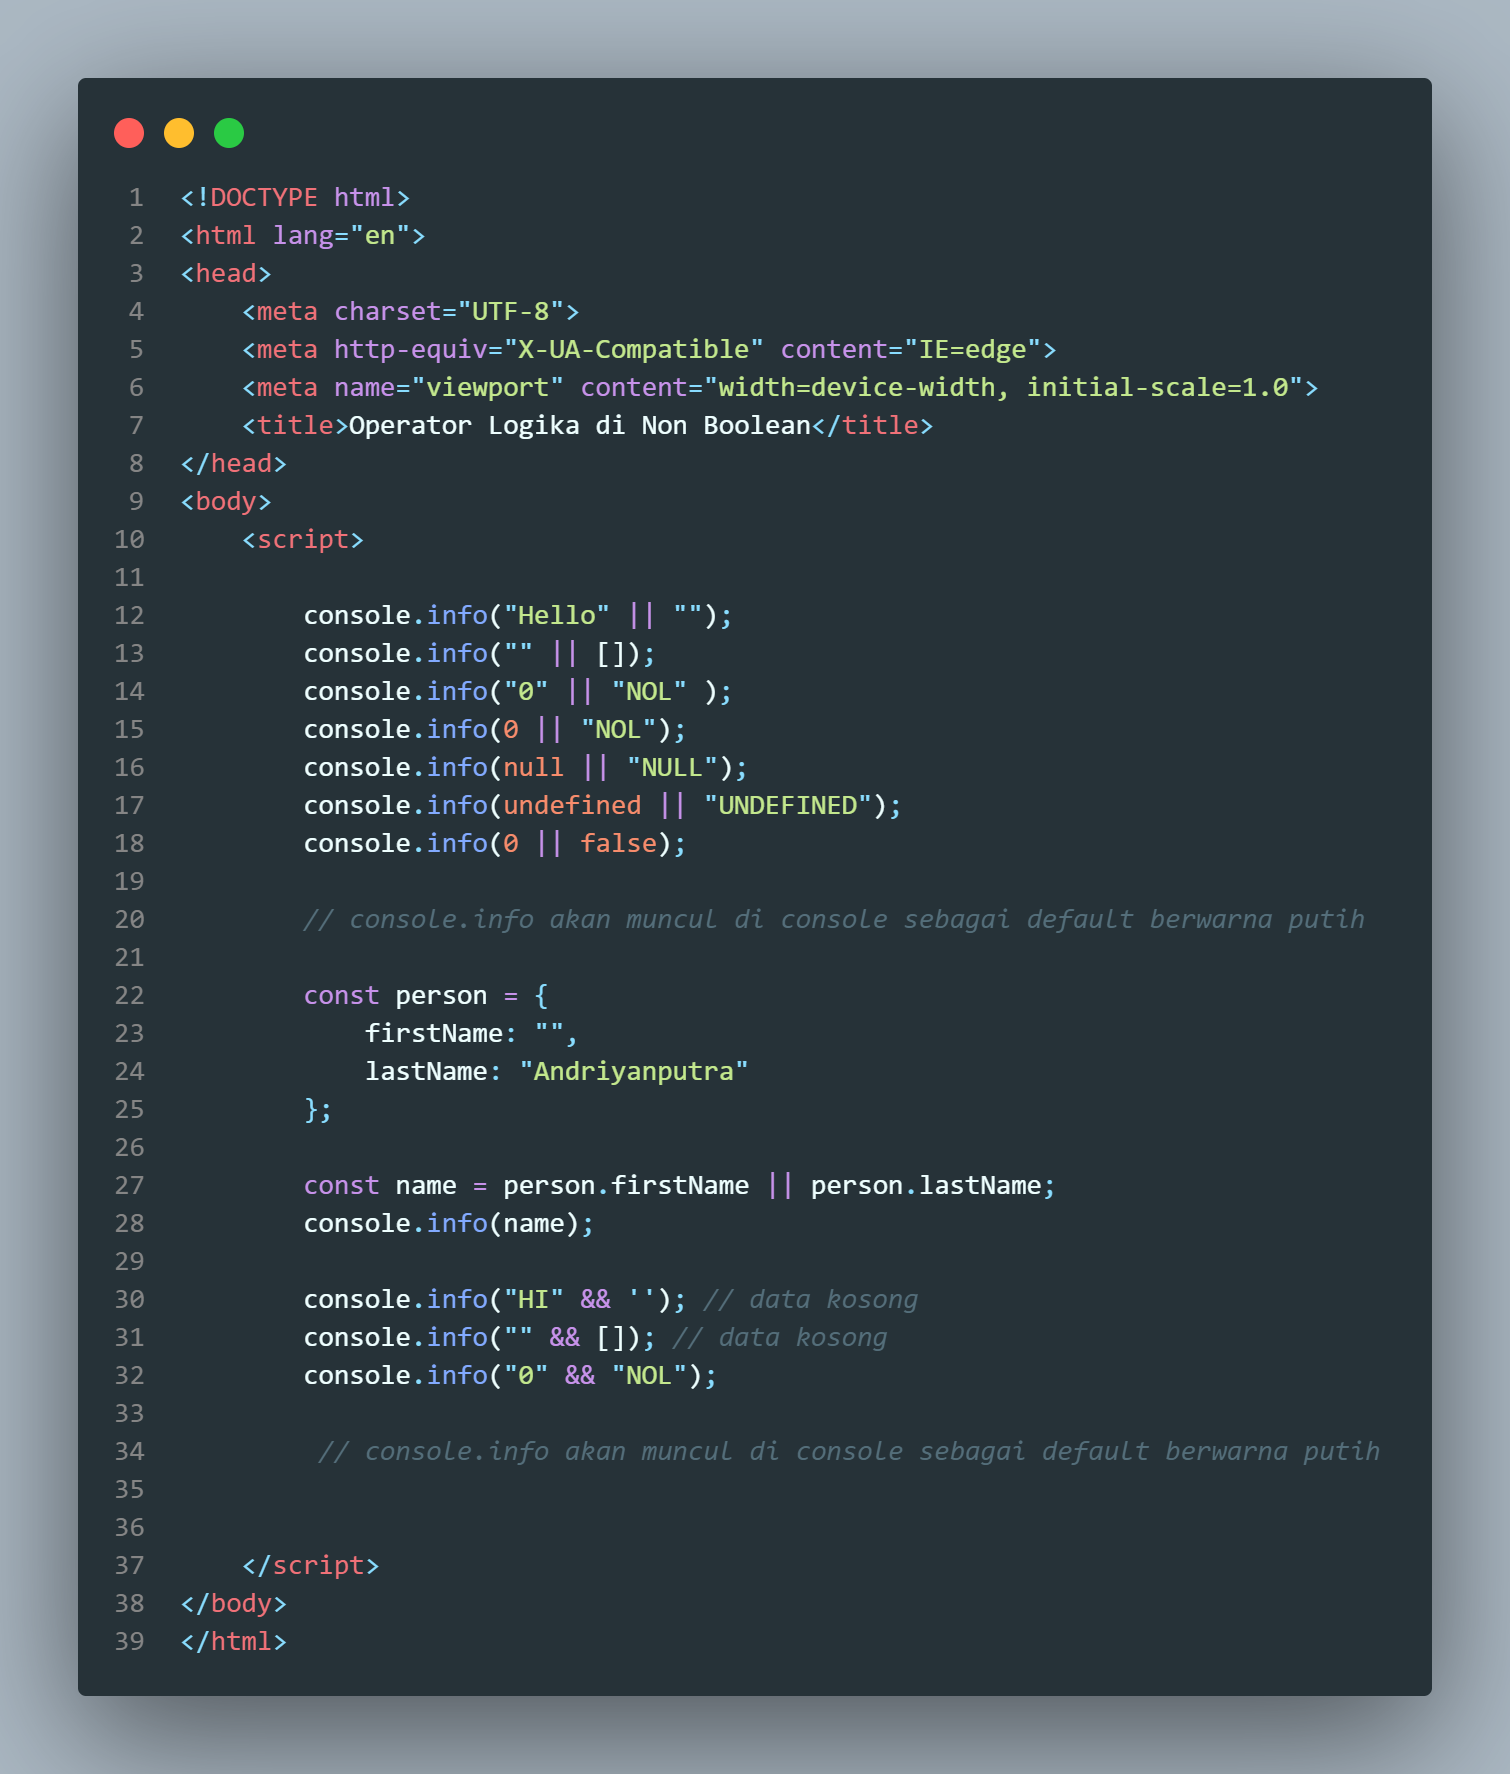 1 <!DOCTYPE html>
2 <html lang="en">
3 <head>
4     <meta charset="UTF-8">
5     <meta http-equiv="X-UA-Compatible" content="IE=edge">
6     <meta name="viewport" content="width=device-width, initial-scale=1.0">
7     <title>Operator Logika di Non Boolean</title>
8 </head>
9 <body>
10     <script>
11
12         console.info("Hello" || "");
13         console.info("" || []);
14         console.info("0" || "NOL" );
15         console.info(0 || "NOL");
16         console.info(null || "NULL");
17         console.info(undefined || "UNDEFINED");
18         console.info(0 || false);
19
20         // console.info akan muncul di console sebagai default berwarna putih
21
22         const person = {
23             firstName: "",
24             lastName: "Andriyanputra"
25         };
26
27         const name = person.firstName || person.lastName;
28         console.info(name);
29
30         console.info("HI" && ''); // data kosong
31         console.info("" && []); // data kosong
32         console.info("0" && "NOL");
33
34          // console.info akan muncul di console sebagai default berwarna putih
35
36
37     </script>
38 </body>
39 </html>